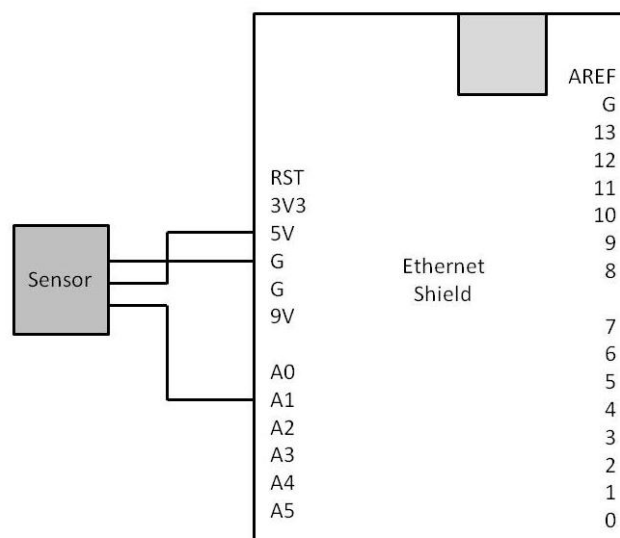 Sensor
RST
3V3
5V
G
G
9V
A0
A1
A2
A3
A4
A5
Ethernet
Shield
AREF
G
13
12
11
10
9
8
7
6
5
4
3
2
1
0